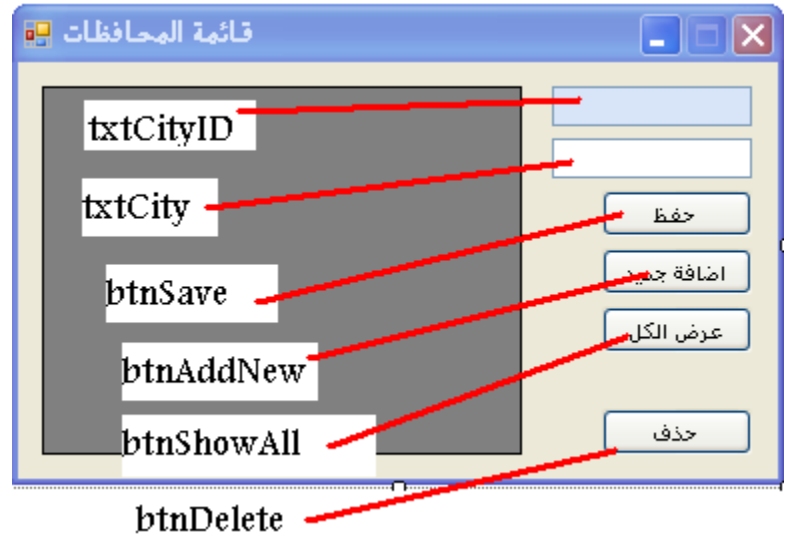 قائمة المحافظات
txtCityID
txtCity
حفظ
btnSave
اضافة جديد
btnAddNew
عرض الكل
btnShowAll
حذف
btnDelete